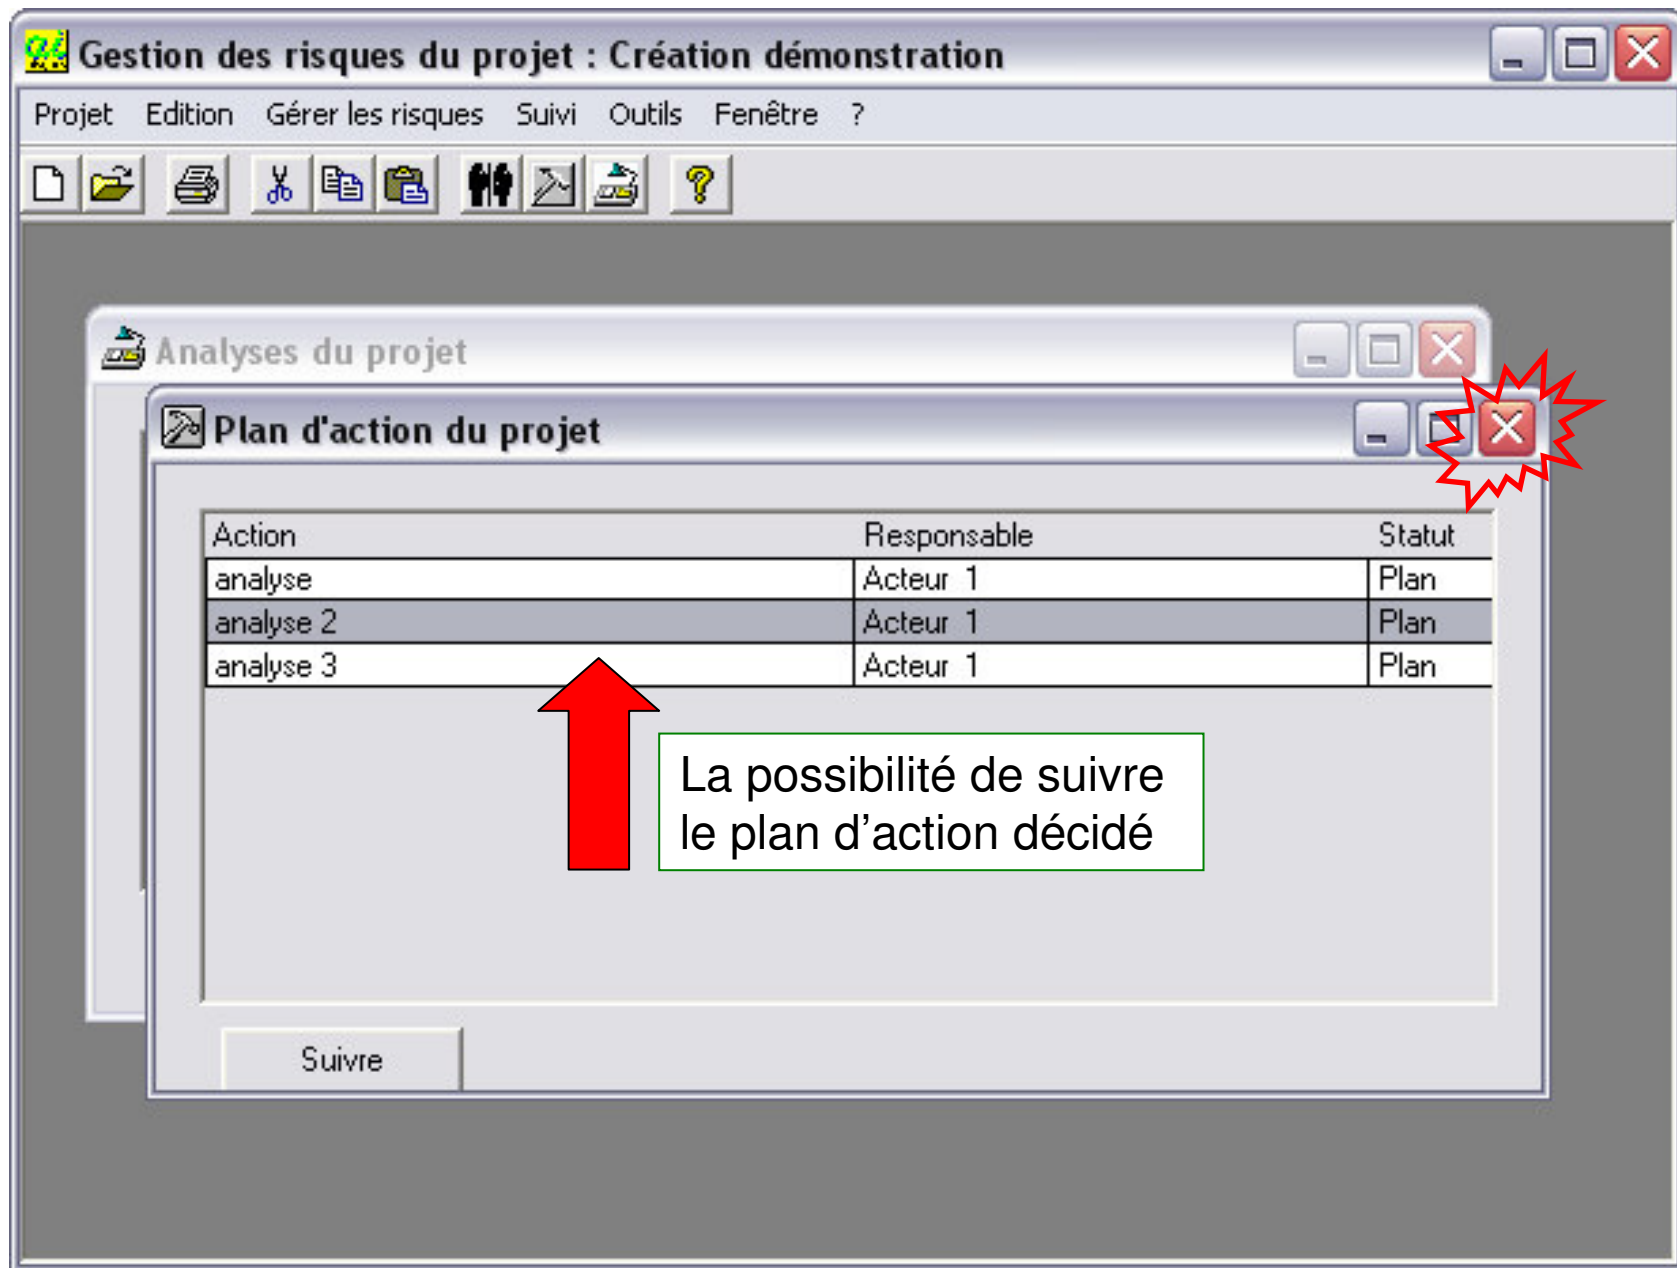 Gestion des risques du projet : Création démonstration
Projet Edition Gérer les risques Suivi Outils Fenêtre ?
Analyses du projet
Plan d'action du projet
Action Responsable Statut
analyse Acteur 1 Plan
analyse 2 Acteur 1 Plan
analyse 3 Acteur 1 Plan
La possibilité de suivre
le plan d’action décidé
Suivre